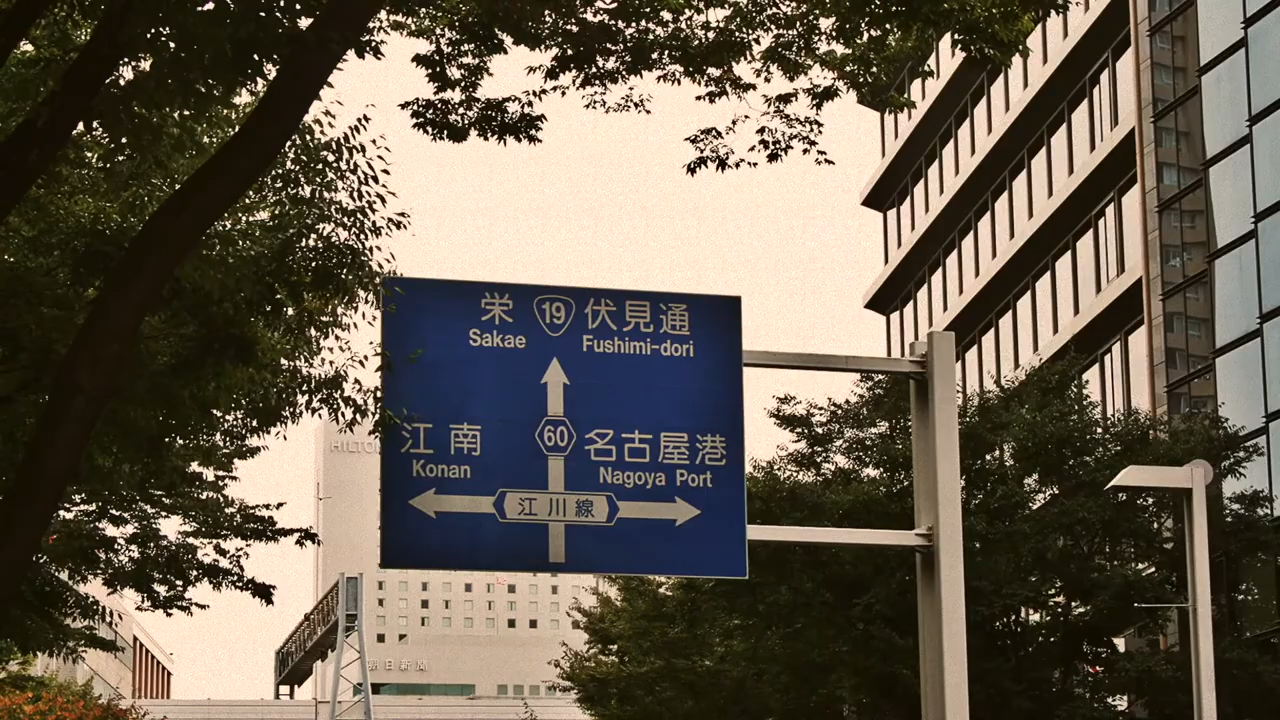 栄 19 伏見通
Sakae Fushimi-dori
60
江南 名古屋港
Konan Nagoya Port
江川線
HILTON
朝日新聞